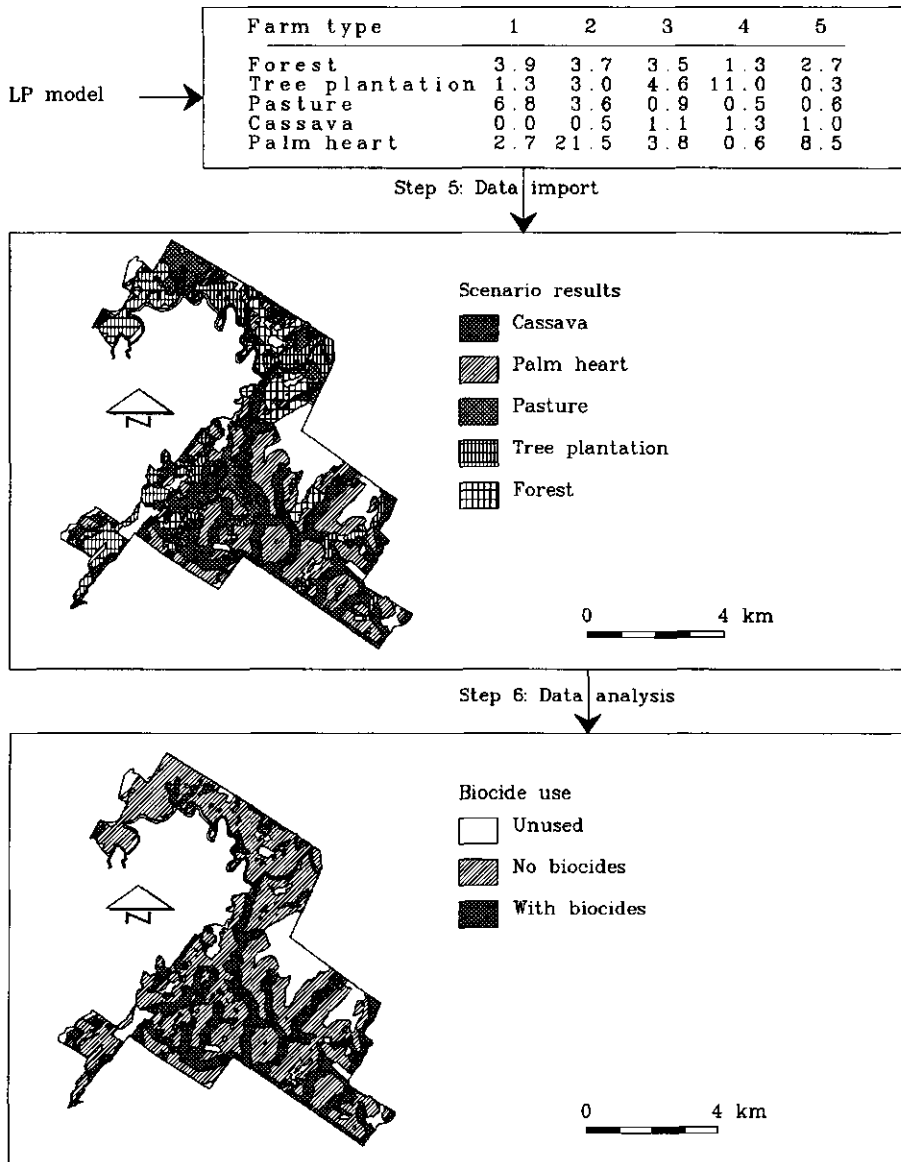 Farm type 1 2 3 4 5
Forest 3.9 3.7 3.5 1.3 2.7
Tree plantation 1.3 3.0 4.6 11.0 0.3
Pasture 6.8 3.6 0.9 0.5 0.6
Cassava 0.0 0.5 1.1 1.3 1.0
Palm heart 2.7 21.5 3.8 0.6 8.5
LP model
Step 5: Data import
Scenario results
Cassava
Palm heart
Pasture
Tree plantation
Forest
N
0 4 km
Step 6: Data analysis
Biocide use
Unused
No biocides
With biocides
N
0 4 km